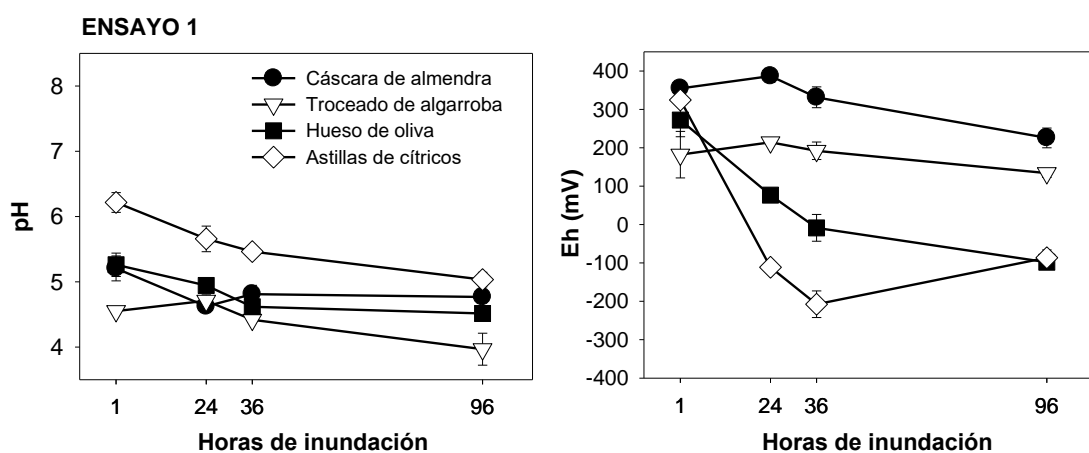 ENSAYO 1
8
7
6
5
4
pH
Cáscara de almendra
Troceado de algarroba
Hueso de oliva
Astillas de cítricos
1 24 36 96
Horas de inundación
400
300
200
100
0
-100
-200
-300
-400
Eh (mV)
1 24 36 96
Horas de inundación